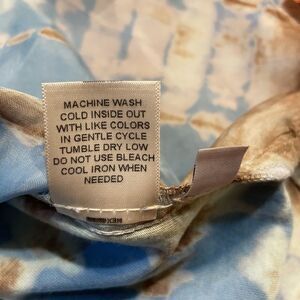 MACHINE WASH
COLD INSIDE OUT
WITH LIKE COLORS
IN GENTLE CYCLE
TUMBLE DRY LOW
DO NOT USE BLEACH
COOL IRON WHEN
NEEDED